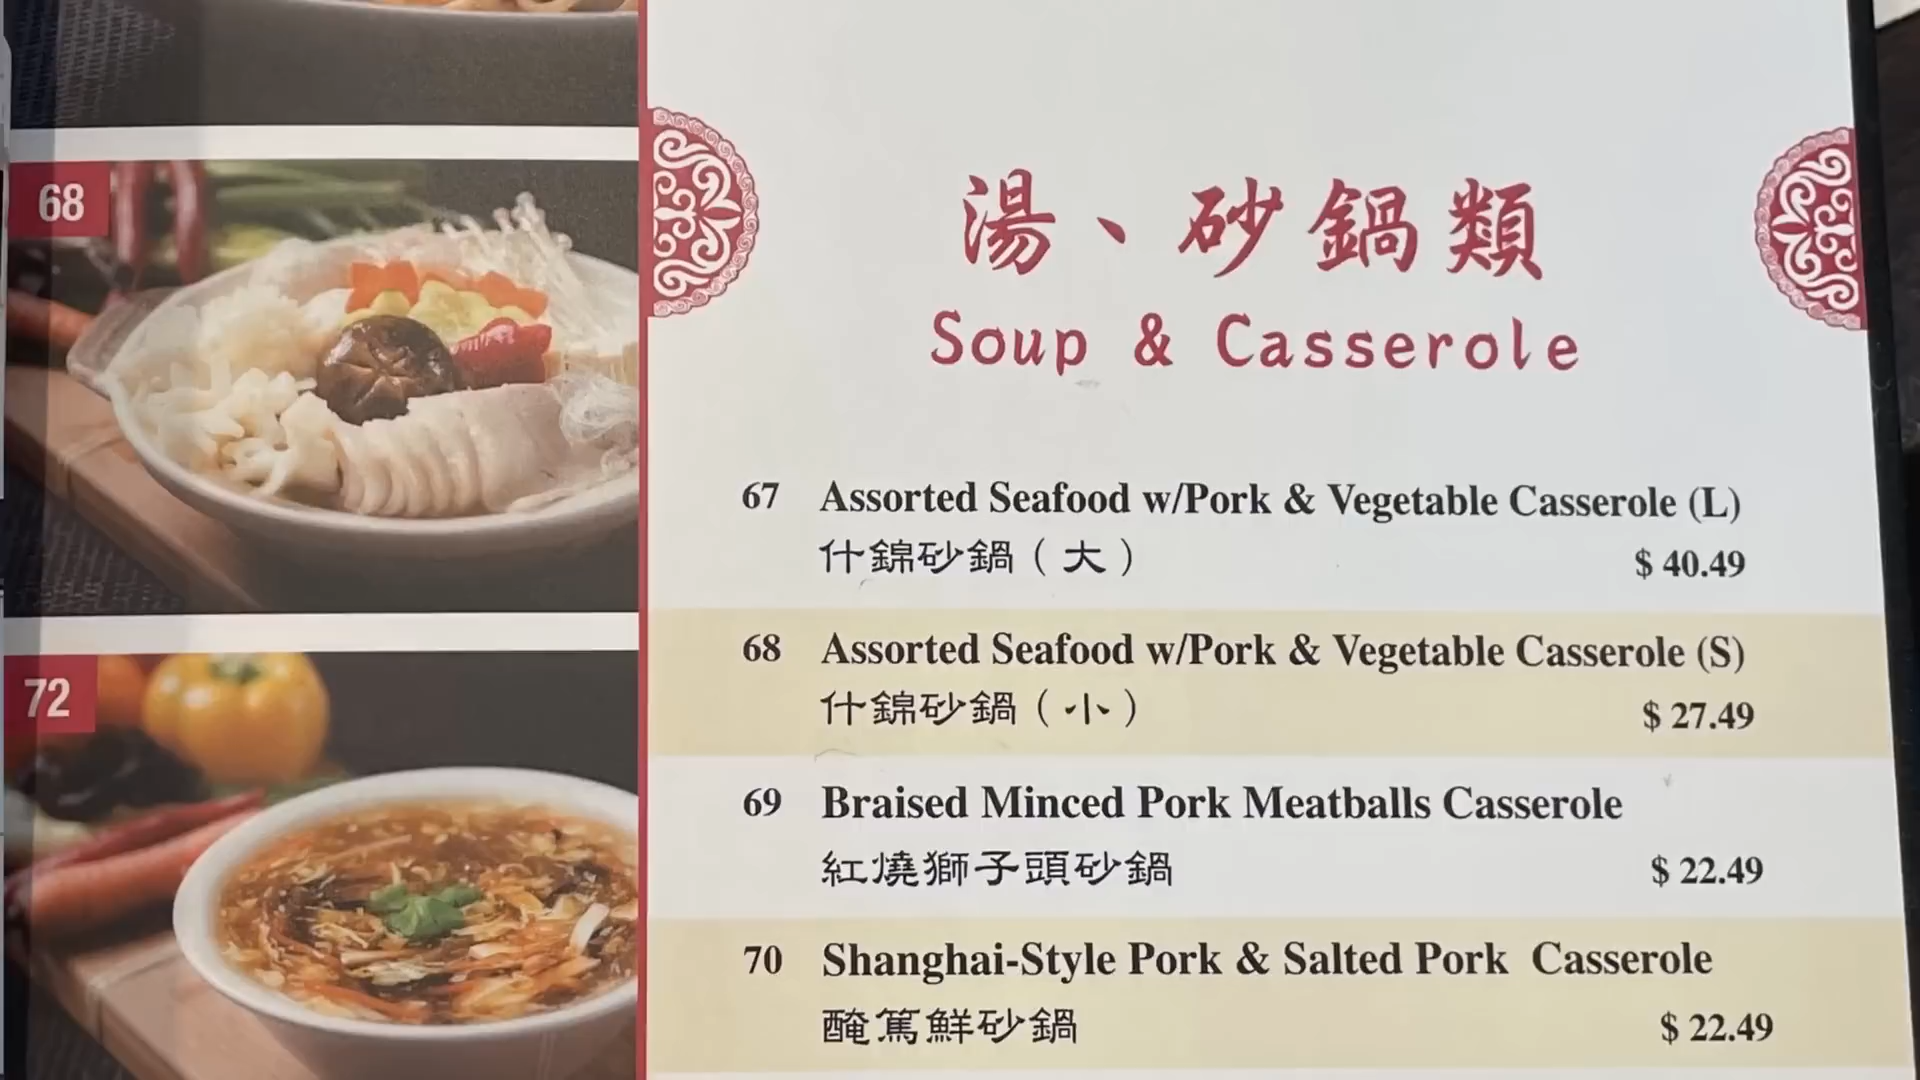 68
72
湯、砂鍋類
Soup & Casserole
67 Assorted Seafood w/Pork & Vegetable Casserole (L)
什錦砂鍋（大） $ 40.49
68 Assorted Seafood w/Pork & Vegetable Casserole (S)
什錦砂鍋（小） $ 27.49
69 Braised Minced Pork Meatballs Casserole
紅燒獅子頭砂鍋 $ 22.49
70 Shanghai-Style Pork & Salted Pork Casserole
醃篤鮮砂鍋 $ 22.49